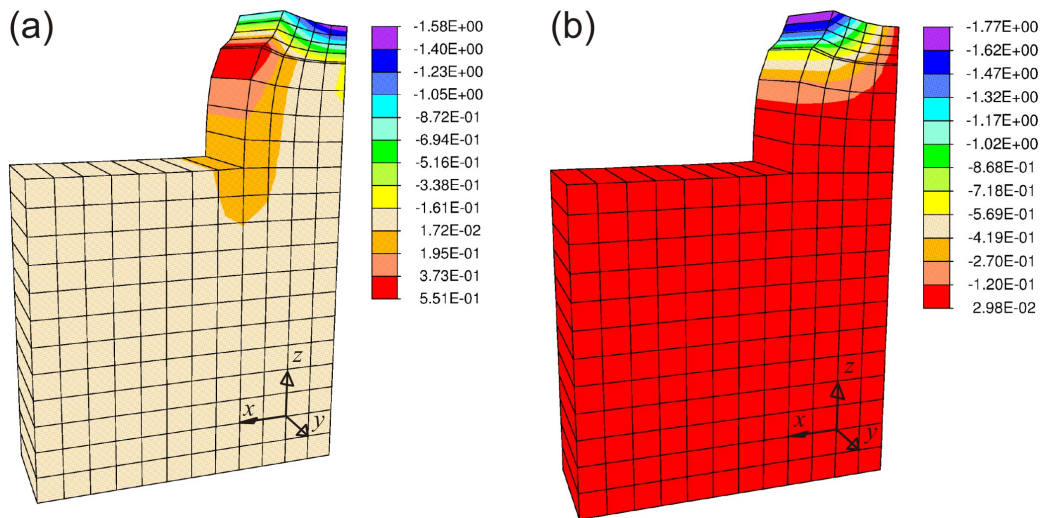 (a)
-1.58E+00
-1.40E+00
-1.23E+00
-1.05E+00
-8.72E-01
-6.94E-01
-5.16E-01
-3.38E-01
-1.61E-01
1.72E-02
1.95E-01
3.73E-01
5.51E-01
z
x
y
(b)
-1.77E+00
-1.62E+00
-1.47E+00
-1.32E+00
-1.17E+00
-1.02E+00
-8.68E-01
-7.18E-01
-5.69E-01
-4.19E-01
-2.70E-01
-1.20E-01
2.98E-02
z
x
y